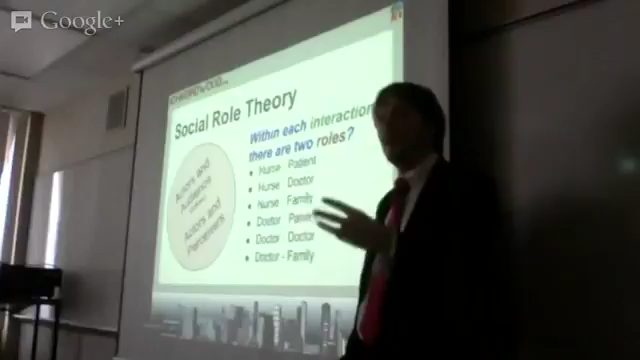 Google+
Social Role Theory
Within each interaction
there are two roles?
Actors and
Audience
Actors and
Perceivers
• Nurse Patient
• Nurse Doctor
• Nurse Family
• Doctor Patient
• Doctor Doctor
• Doctor - Family